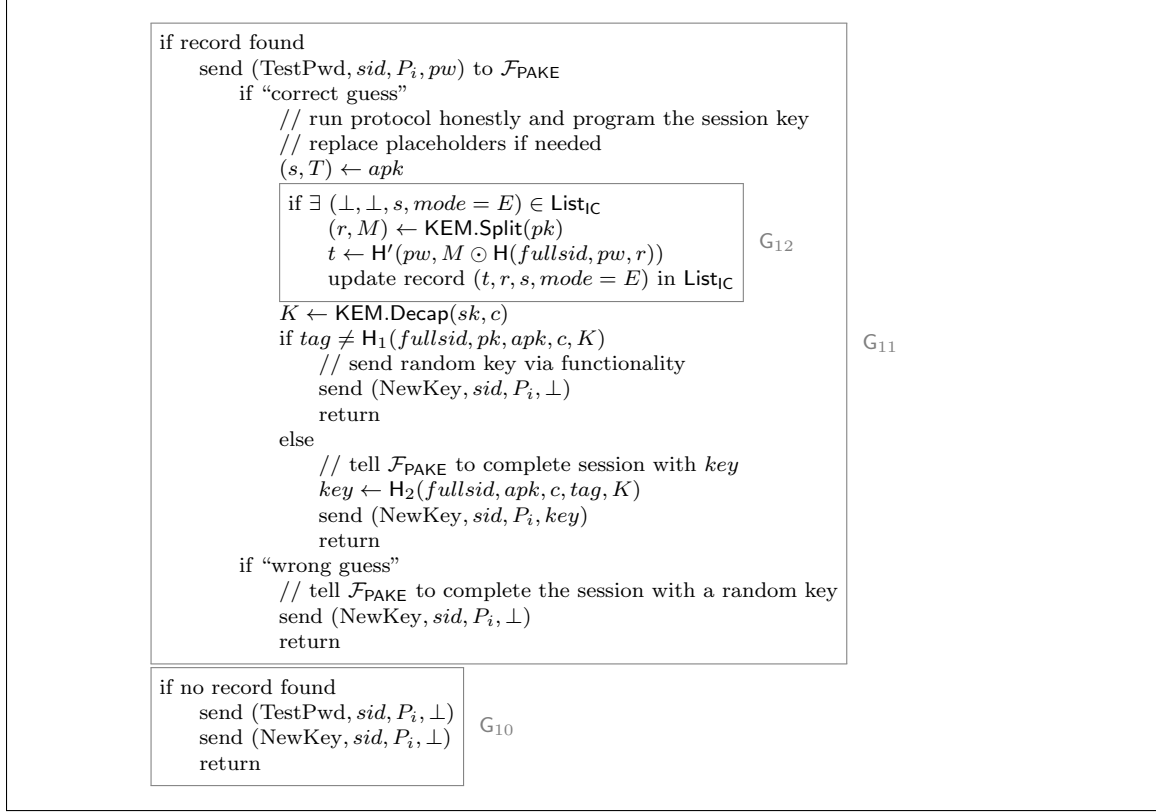 if record found
send (TestPwd, sid, P_i, pw) to F_PAKE
if “correct guess”
// run protocol honestly and program the session key
// replace placeholders if needed
(s, T) ← apk
if ∃ (⊥, ⊥, s, mode = E) ∈ List_IC
(r, M) ← KEM.Split(pk)
t ← H′(pw, M ⊙ H(fullsid, pw, r))
update record (t, r, s, mode = E) in List_IC
G_12
K ← KEM.Decap(sk, c)
if tag ≠ H_1(fullsid, pk, apk, c, K)
G_11
// send random key via functionality
send (NewKey, sid, P_i, ⊥)
return
else
// tell F_PAKE to complete session with key
key ← H_2(fullsid, apk, c, tag, K)
send (NewKey, sid, P_i, key)
return
if “wrong guess”
// tell F_PAKE to complete the session with a random key
send (NewKey, sid, P_i, ⊥)
return
if no record found
send (TestPwd, sid, P_i, ⊥)
send (NewKey, sid, P_i, ⊥)
return
G_10